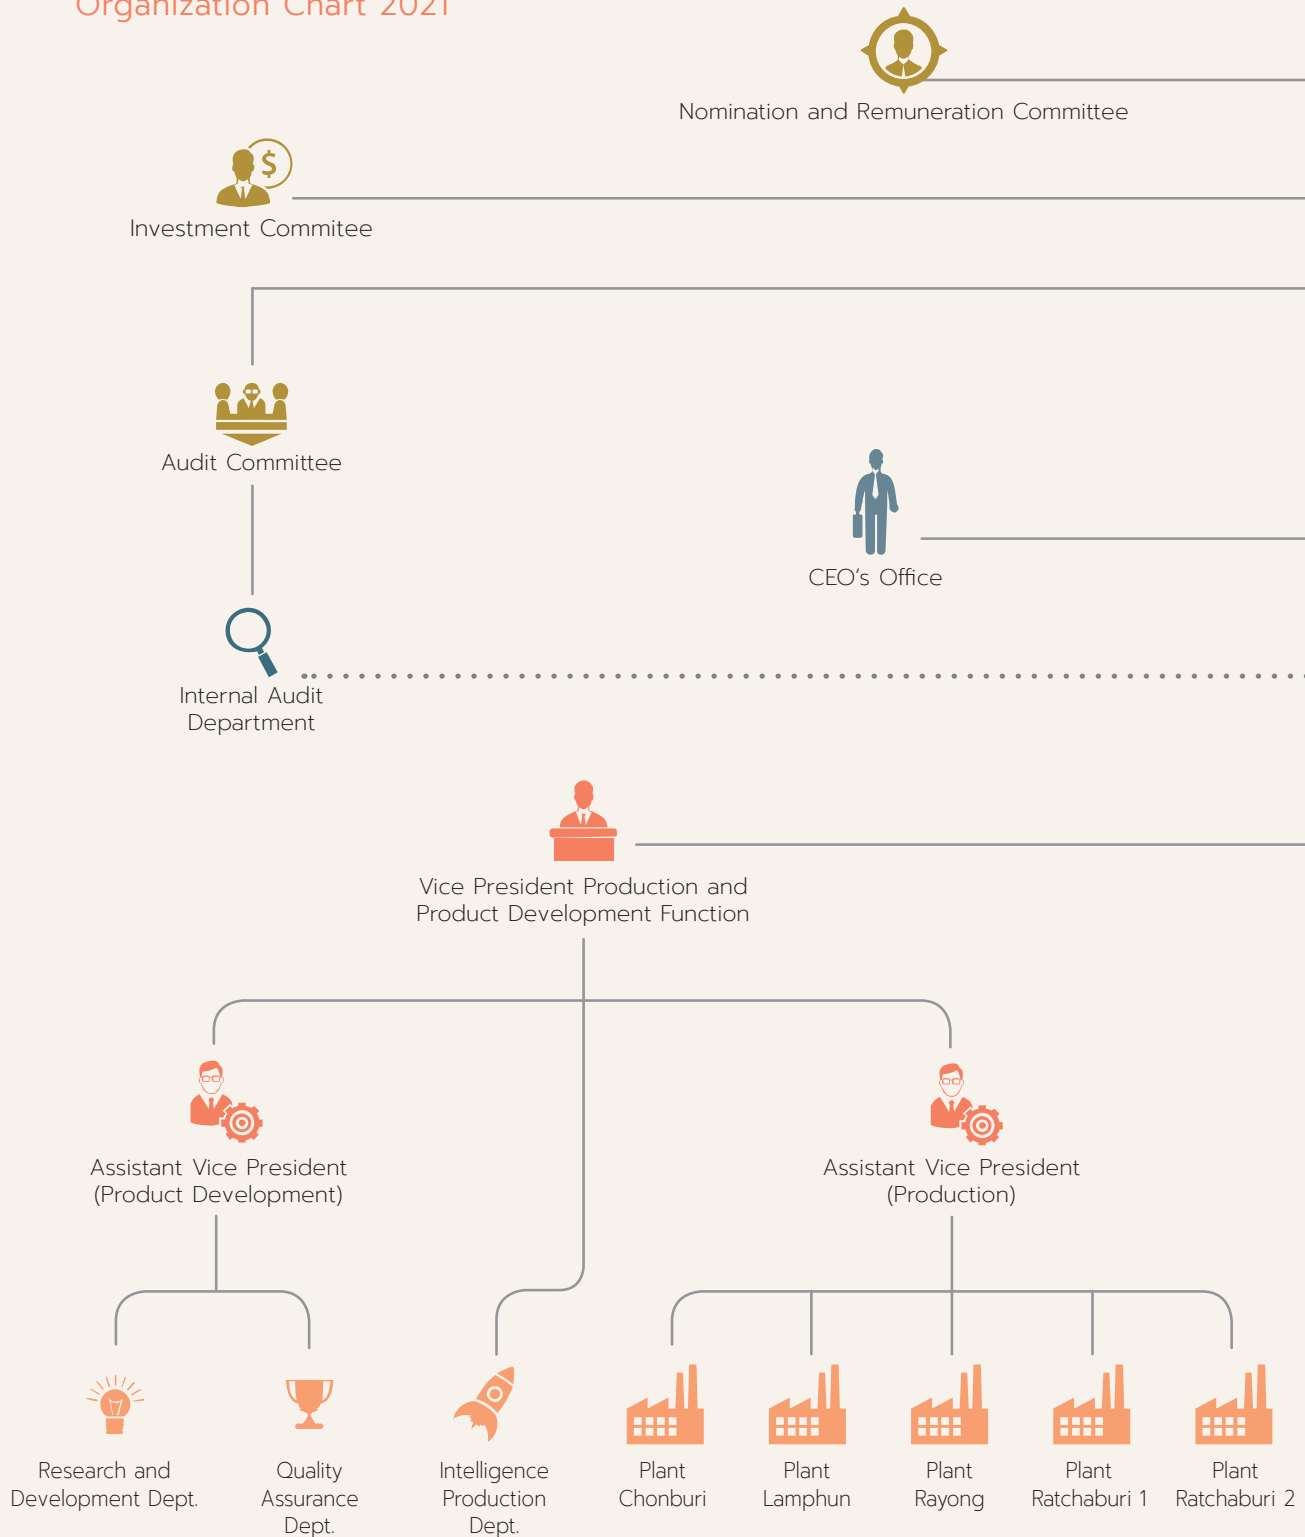 Organization Chart 2021
Nomination and Remuneration Committee
$
Investment Commitee
Audit Committee
CEO's Office
Internal Audit
Department
Vice President Production and
Product Development Function
Assistant Vice President
(Product Development)
Assistant Vice President
(Production)
Research and
Development Dept.
Quality
Assurance
Dept.
Intelligence
Production
Dept.
Plant
Chonburi
Plant
Lamphun
Plant
Rayong
Plant
Ratchaburi 1
Plant
Ratchaburi 2